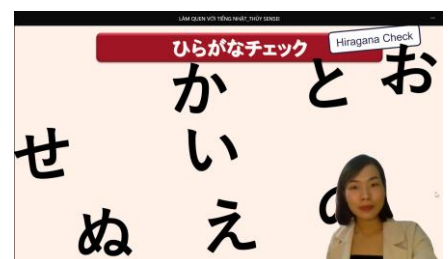 LÀM QUEN VỚI TIẾNG NHẬT_THỦY SENSEI
ひらがなチェック
Hiragana Check
か と お
せ い
ぬ え